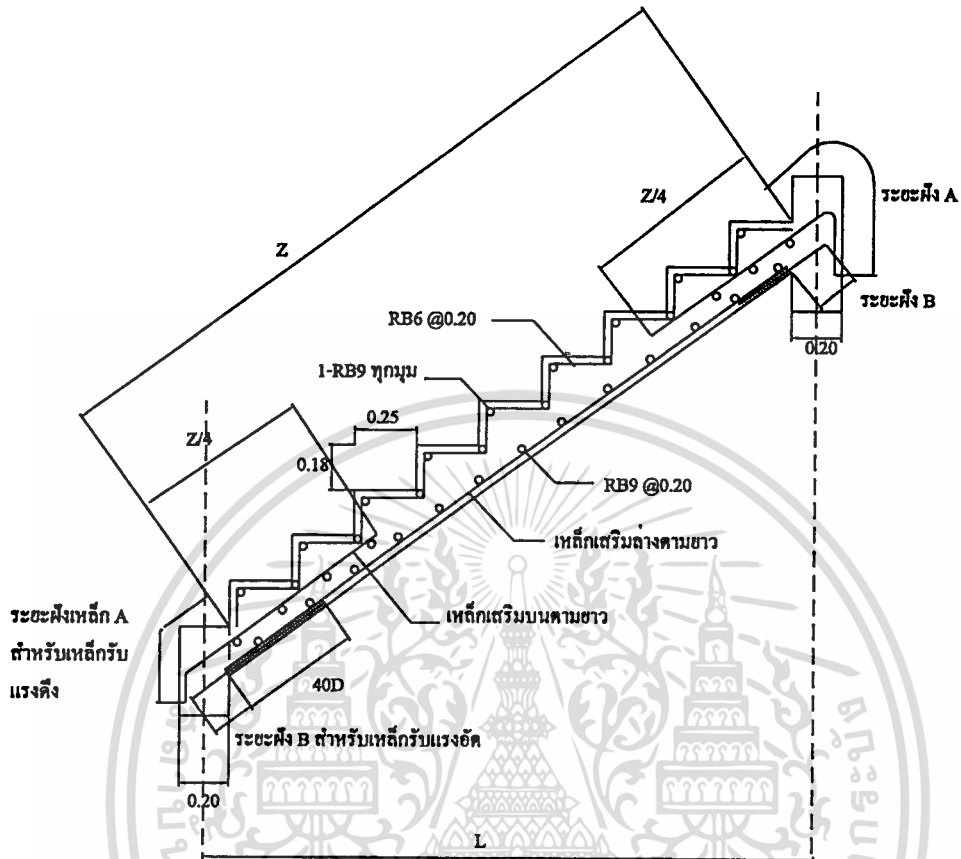 Z
Z/4
ระยะฝัง A
ระยะฝัง B
0.20
RB6 @0.20
1-RB9 ทุกมุม
0.25
0.18
Z/4
RB9 @0.20
เหล็กเสริมล่างตามยาว
เหล็กเสริมบนตามยาว
ระยะฝังเหล็ก A
สำหรับเหล็กรับ
แรงดึง
40D
ระยะฝัง B สำหรับเหล็กรับแรงอัด
0.20
L